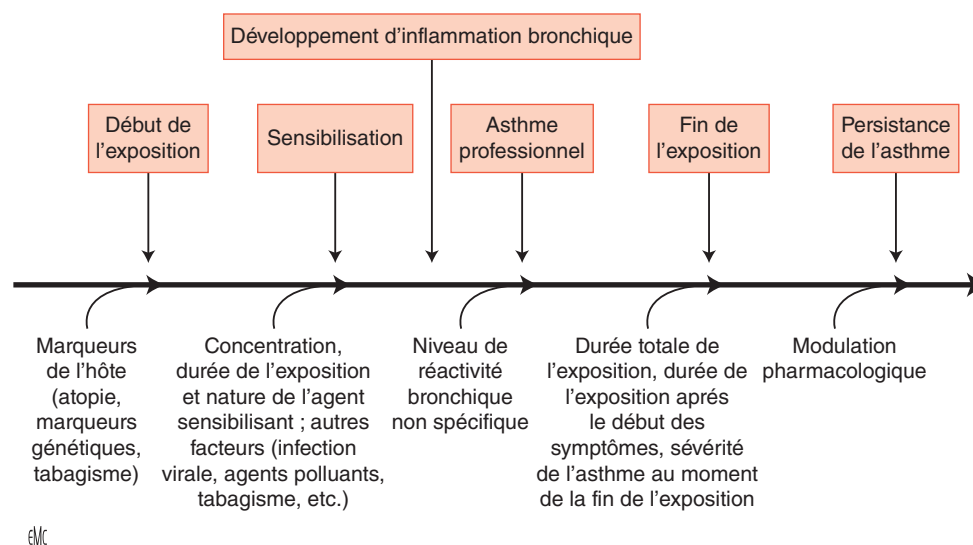 Développement d'inflammation bronchique
Début de
l'exposition
Sensibilisation
Asthme
professionnel
Fin de
l'exposition
Persistance
de l'asthme
Marqueurs
de l'hôte
(atopie,
marqueurs
génétiques,
tabagisme)
Concentration,
durée de l'exposition
et nature de l'agent
sensibilisant ; autres
facteurs (infection
virale, agents polluants,
tabagisme, etc.)
Niveau de
réactivité
bronchique
non spécifique
Durée totale de
l'exposition, durée de
l'exposition aprés
le début des
symptômes, sévérité
de l'asthme au moment
de la fin de l'exposition
Modulation
pharmacologique
EMC